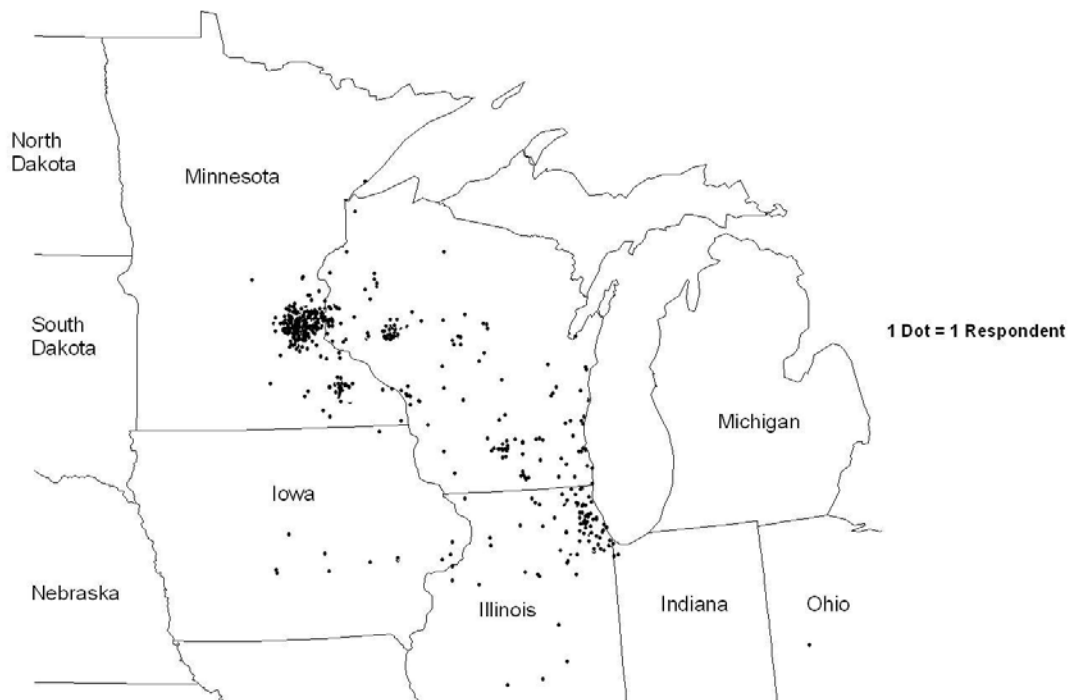 North
Dakota
Minnesota
South
Dakota
1 Dot = 1 Respondent
Michigan
Iowa
Nebraska
Illinois
Indiana
Ohio